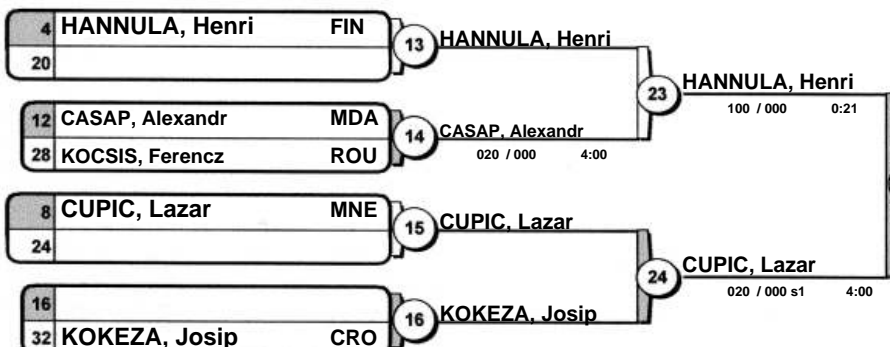 4 HANNULA, Henri FIN
20
13 HANNULA, Henri
12 CASAP, Alexandr MDA
28 KOCSIS, Ferencz ROU
14 CASAP, Alexandr
020 / 000 4:00
23 HANNULA, Henri
100 / 000 0:21
8 CUPIC, Lazar MNE
24
15 CUPIC, Lazar
16
32 KOKEZA, Josip CRO
16 KOKEZA, Josip
24 CUPIC, Lazar
020 / 000 s1 4:00